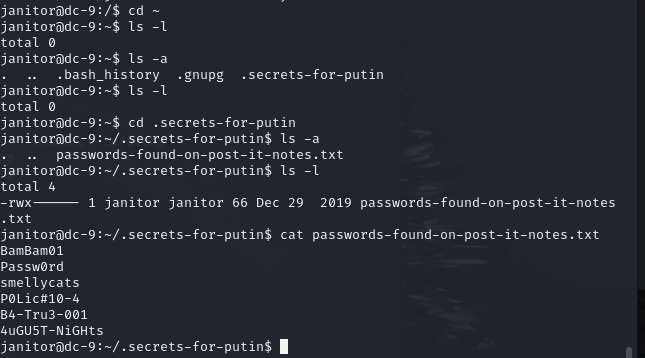 janitor@dc-9:/$ cd ~
janitor@dc-9:~$ ls -l
total 0
janitor@dc-9:~$ ls -a
.  ..  .bash_history  .gnupg  .secrets-for-putin
janitor@dc-9:~$ ls -l
total 0
janitor@dc-9:~$ cd .secrets-for-putin
janitor@dc-9:~/.secrets-for-putin$ ls -a
.  ..  passwords-found-on-post-it-notes.txt
janitor@dc-9:~/.secrets-for-putin$ ls -l
total 4
-rwx------ 1 janitor janitor 66 Dec 29  2019 passwords-found-on-post-it-notes
.txt
janitor@dc-9:~/.secrets-for-putin$ cat passwords-found-on-post-it-notes.txt
BamBam01
Passw0rd
smellycats
P0Lic#10-4
B4-Tru3-001
4uGU5T-NiGHts
janitor@dc-9:~/.secrets-for-putin$